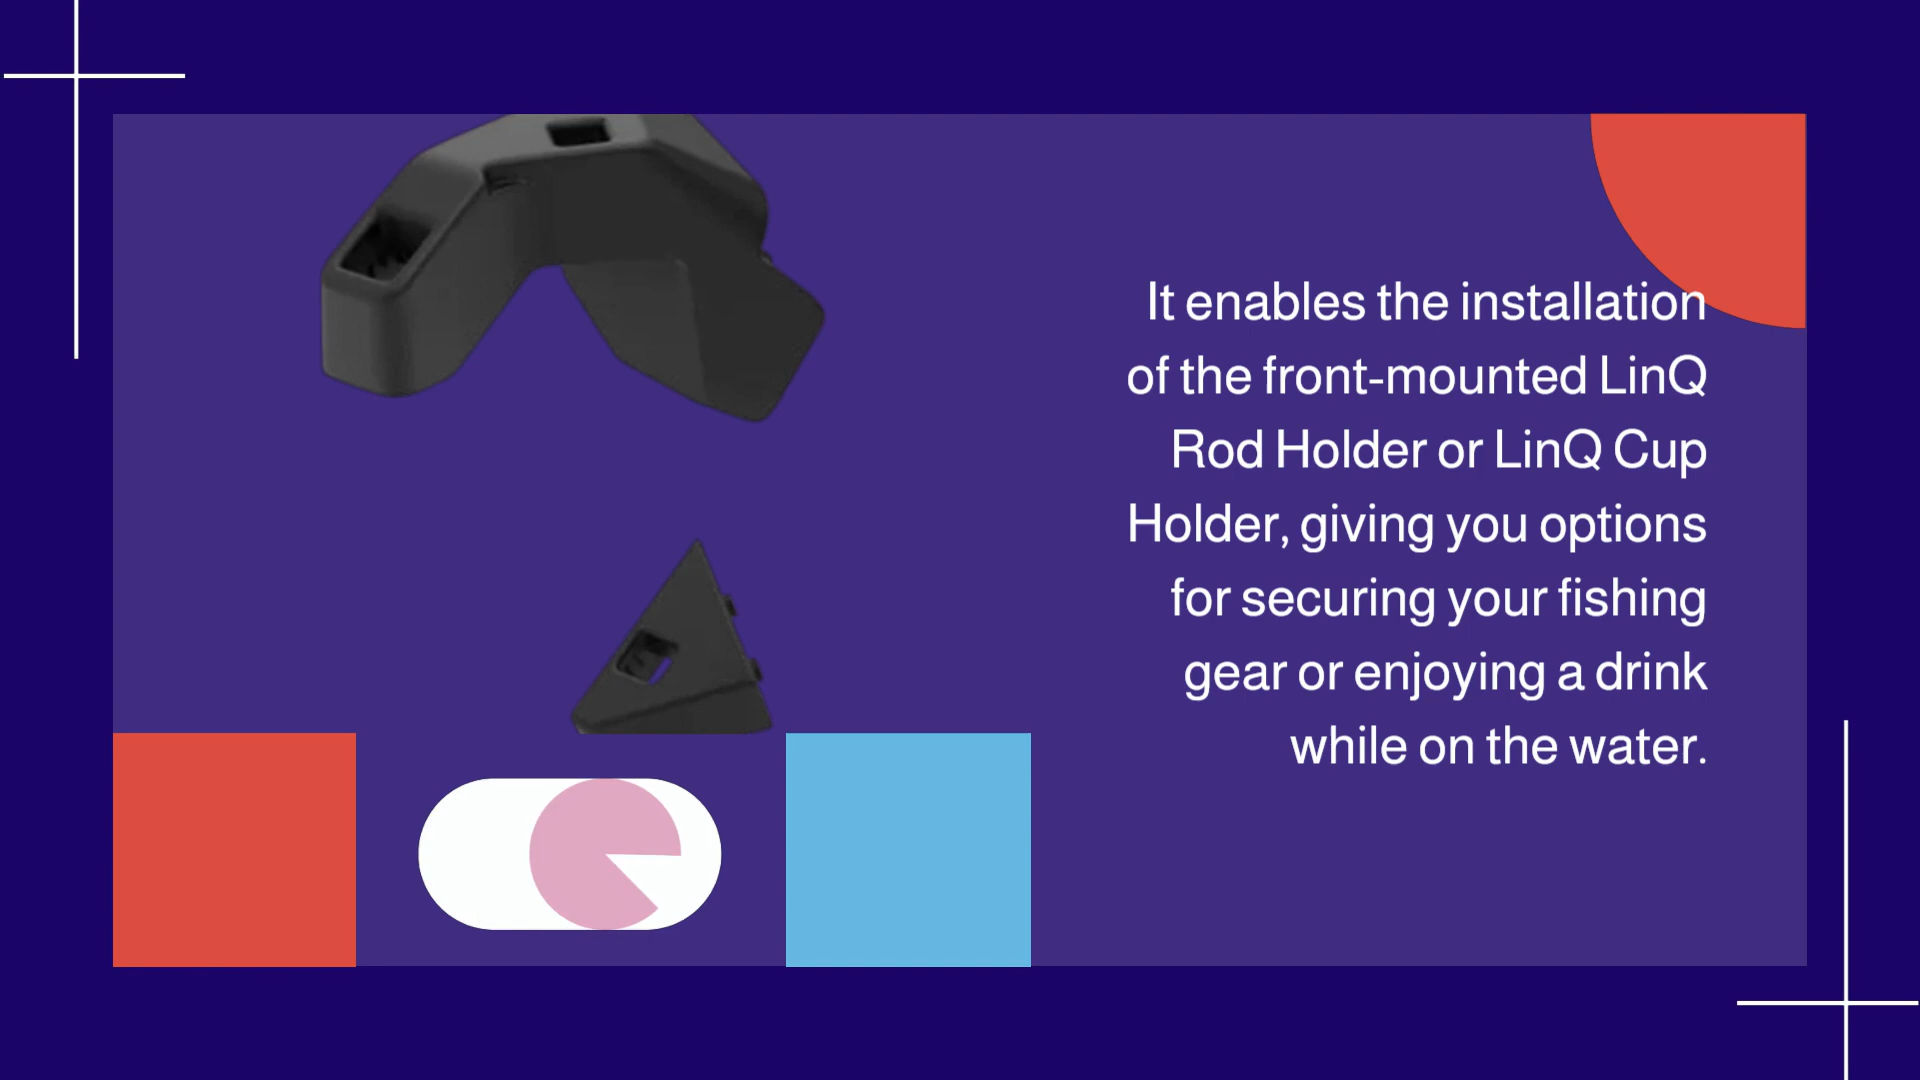 It enables the installation
of the front-mounted LinQ
Rod Holder or LinQ Cup
Holder, giving you options
for securing your fishing
gear or enjoying a drink
while on the water.